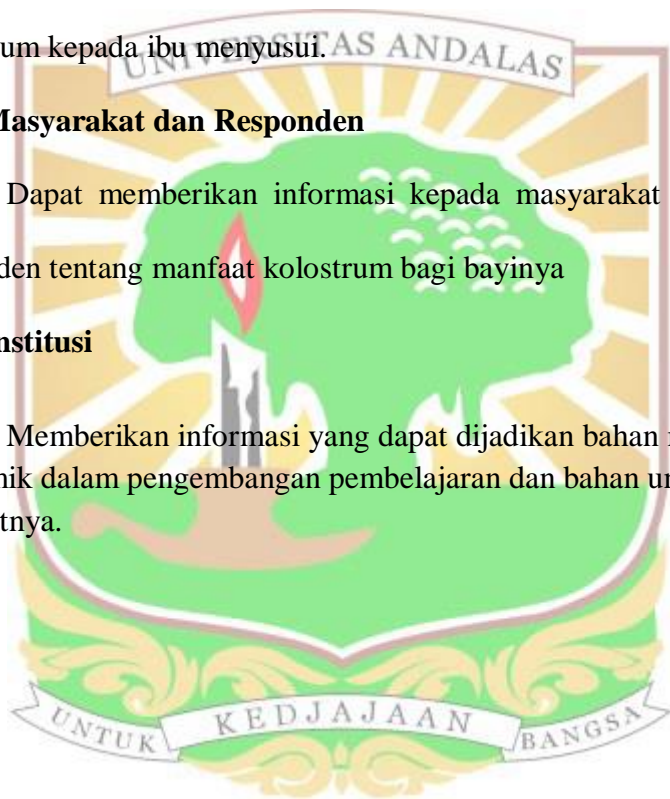 um kepada ibu menyusui.
UNIVERSITAS ANDALAS
Masyarakat dan Responden
Dapat memberikan informasi kepada masyarakat
den tentang manfaat kolostrum bagi bayinya
nstitusi
Memberikan informasi yang dapat dijadikan bahan
nik dalam pengembangan pembelajaran dan bahan
tnya.
UNTUK KEDJAJAAN BANGSA